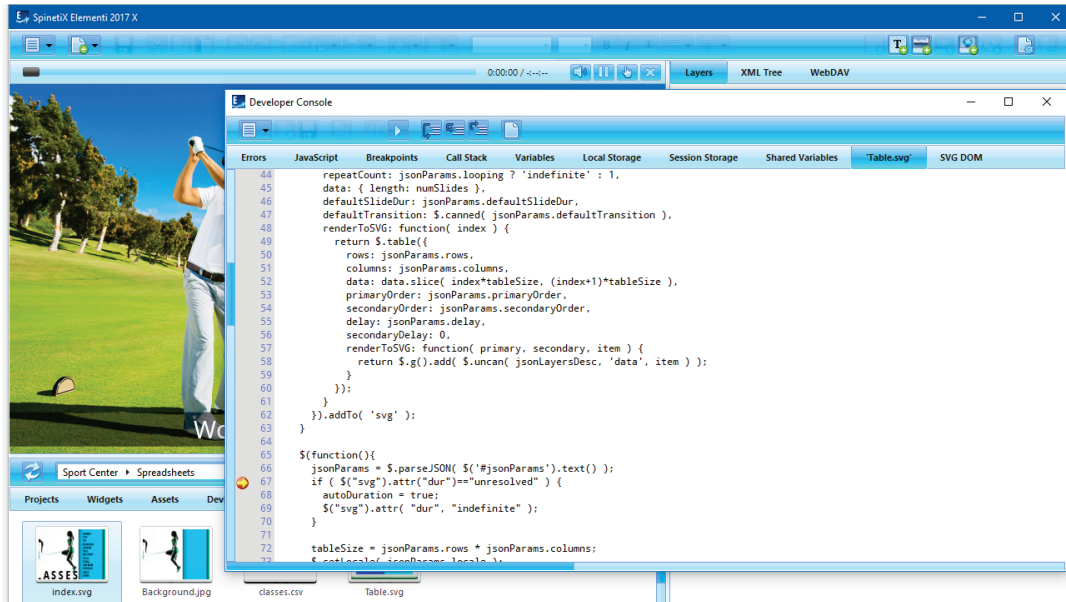 SpinetiX Elementi 2017 X
0:00:00 / -:--:--
Layers XML Tree WebDAV
Developer Console
Errors JavaScript Breakpoints Call Stack Variables Local Storage Session Storage Shared Variables 'Table.svg' SVG DOM
44 repeatCount: jsonParams.looping ? 'indefinite' : 1,
45 data: { length: numSlides },
46 defaultSlideDur: jsonParams.defaultSlideDur,
47 defaultTransition: $.canned( jsonParams.defaultTransition ),
48 renderToSVG: function( index ) {
49 return $.table({
50 rows: jsonParams.rows,
51 columns: jsonParams.columns,
52 data: data.slice( index*tableSize, (index+1)*tableSize ),
53 primaryOrder: jsonParams.primaryOrder,
54 secondaryOrder: jsonParams.secondaryOrder,
55 delay: jsonParams.delay,
56 secondaryDelay: 0,
57 renderToSVG: function( primary, secondary, item ) {
58 return $.g().add( $.uncan( jsonLayersDesc, 'data', item ) );
59 }
60 });
61 }
62 }).addTo( 'svg' );
63 }
64
65 $(function(){
66 jsonParams = $.parseJSON( $('#jsonParams').text() );
67 if ( $("svg").attr("dur")=="unresolved" ) {
68 autoDuration = true;
69 $("svg").attr( "dur", "indefinite" );
70 }
71
72 tableSize = jsonParams.rows * jsonParams.columns;
73 $.setLocale( jsonParams.locale );
Wo
Sport Center Spreadsheets
Projects Widgets Assets Dev
.ASSES
index.svg Background.jpg classes.csv Table.svg